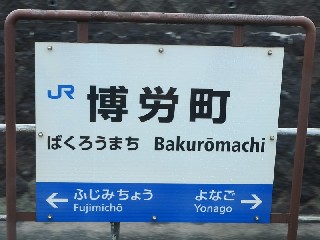 JR 博労町
ばくろうまち Bakurōmachi
← ふじみちょう よなご →
Fujimichō Yonago